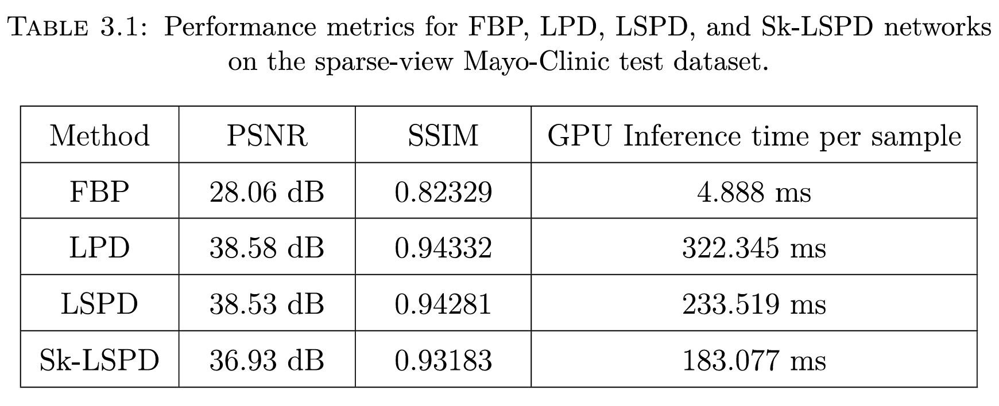 TABLE 3.1: Performance metrics for FBP, LPD, LSPD, and Sk-LSPD networks
on the sparse-view Mayo-Clinic test dataset.
Method PSNR SSIM GPU Inference time per sample
FBP 28.06 dB 0.82329 4.888 ms
LPD 38.58 dB 0.94332 322.345 ms
LSPD 38.53 dB 0.94281 233.519 ms
Sk-LSPD 36.93 dB 0.93183 183.077 ms